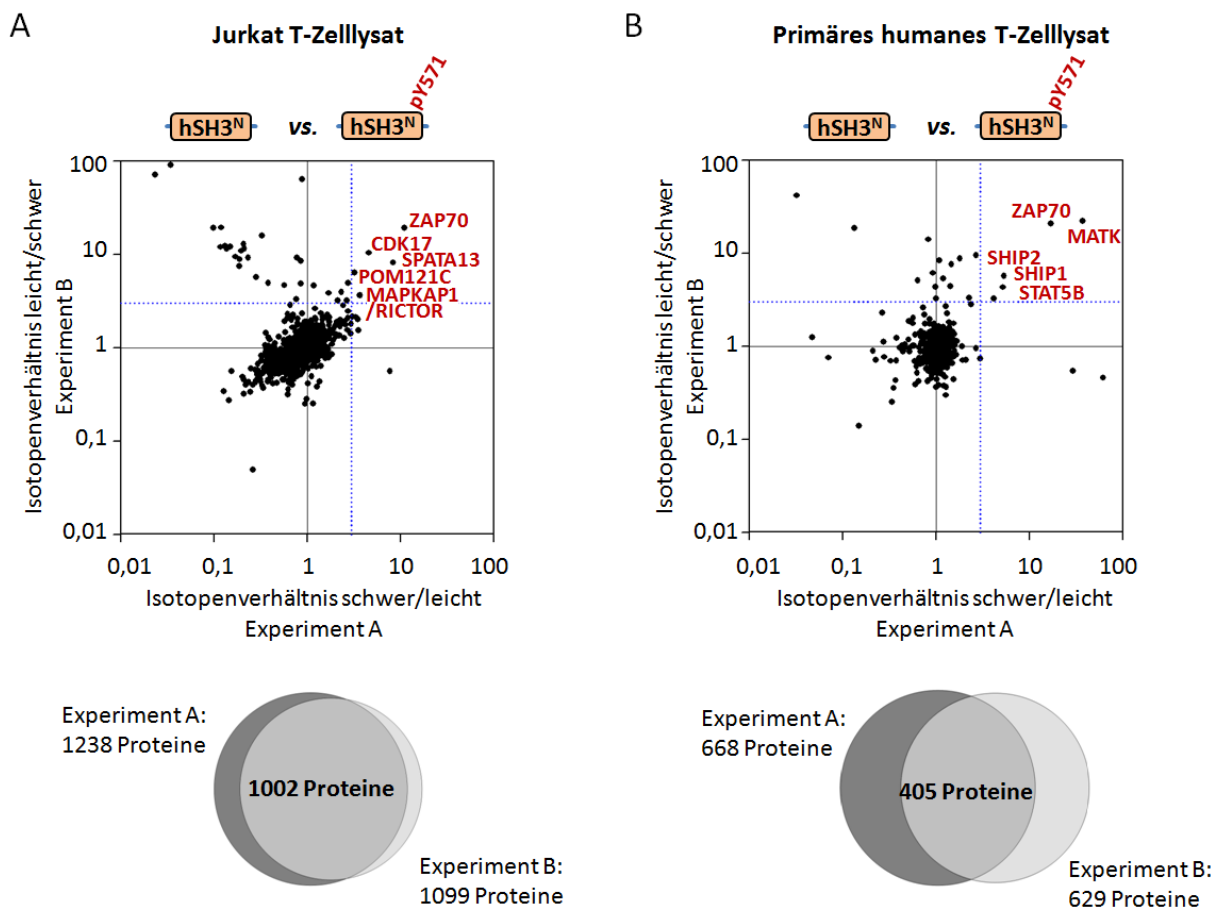 A
Jurkat T-Zelllysat
pY571
hSH3N
vs.
hSH3N
Isotopenverhältnis leicht/schwer
Experiment B
100
10
1
0,1
0,01
ZAP70
CDK17
SPATA13
POM121C
MAPKAP1
/RICTOR
0,01
0,1
1
10
100
Isotopenverhältnis schwer/leicht
Experiment A
Experiment A:
1238 Proteine
1002 Proteine
Experiment B:
1099 Proteine
B
Primäres humanes T-Zelllysat
pY571
hSH3N
vs.
hSH3N
Isotopenverhältnis leicht/schwer
Experiment B
100
10
1
0,1
0,01
ZAP70
MATK
SHIP2
SHIP1
STAT5B
0,01
0,1
1
10
100
Isotopenverhältnis schwer/leicht
Experiment A
Experiment A:
668 Proteine
405 Proteine
Experiment B:
629 Proteine